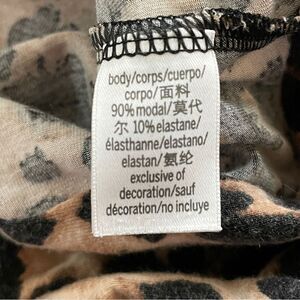 body/corps/cuerpo/
corpo/面料
90% modal/莫代
尔 10% elastane/
élasthanne/elastano/
elastan/氨纶
exclusive of
decoration/sauf
décoration/no incluye